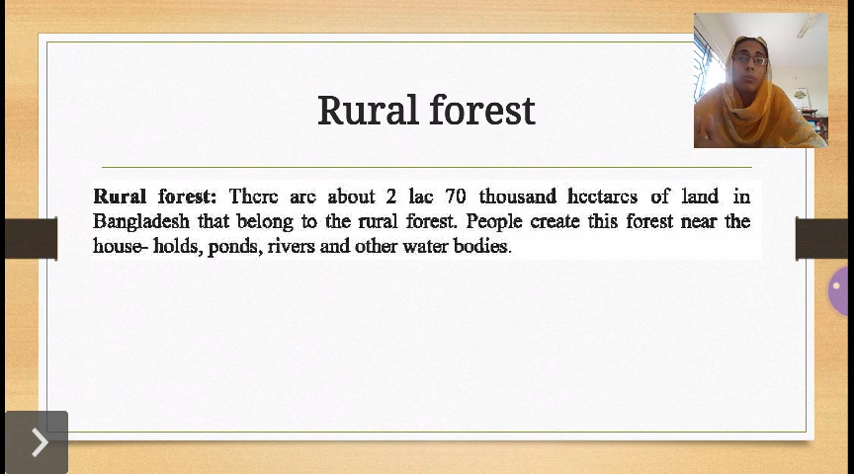 Rural forest
Rural forest: There are about 2 lac 70 thousand hectares of land in
Bangladesh that belong to the rural forest. People create this forest near the
house- holds, ponds, rivers and other water bodies.